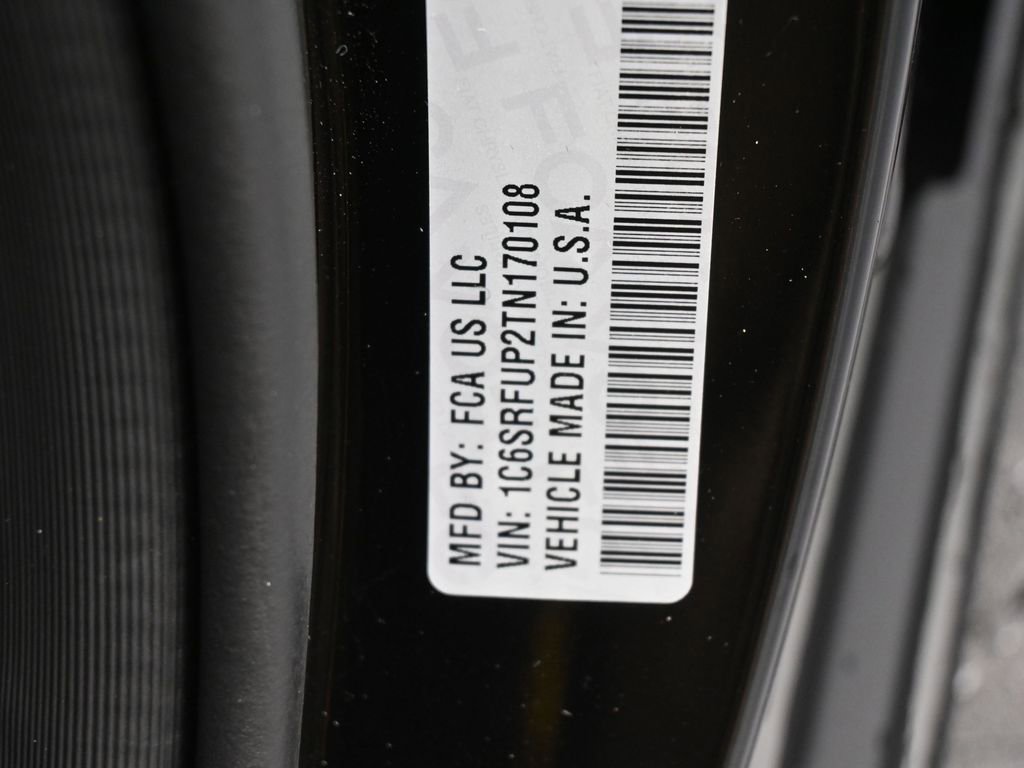 MFD BY: FCA US LLC
VIN: 1C6SRFUP2TN170108
VEHICLE MADE IN: U.S.A.